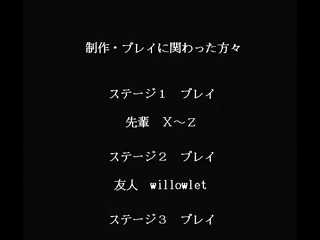 制作・プレイに関わった方々
ステージ１　プレイ
先輩　Ｘ～Ｚ
ステージ２　プレイ
友人　willowlet
ステージ３　プレイ